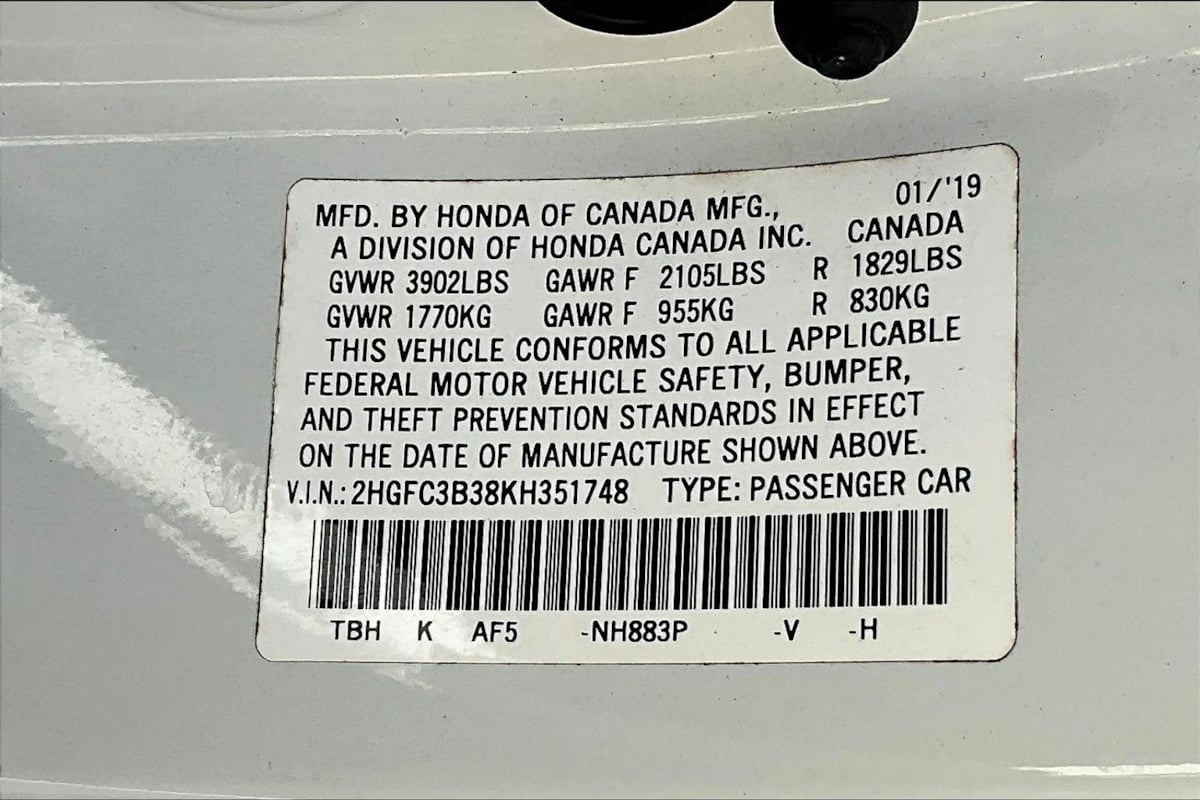 MFD. BY HONDA OF CANADA MFG., 01/'19
A DIVISION OF HONDA CANADA INC. CANADA
GVWR 3902LBS GAWR F 2105LBS R 1829LBS
GVWR 1770KG GAWR F 955KG R 830KG
THIS VEHICLE CONFORMS TO ALL APPLICABLE
FEDERAL MOTOR VEHICLE SAFETY, BUMPER,
AND THEFT PREVENTION STANDARDS IN EFFECT
ON THE DATE OF MANUFACTURE SHOWN ABOVE.
V.I.N.: 2HGFC3B38KH351748 TYPE: PASSENGER CAR
TBH K AF5 -NH883P -V -H